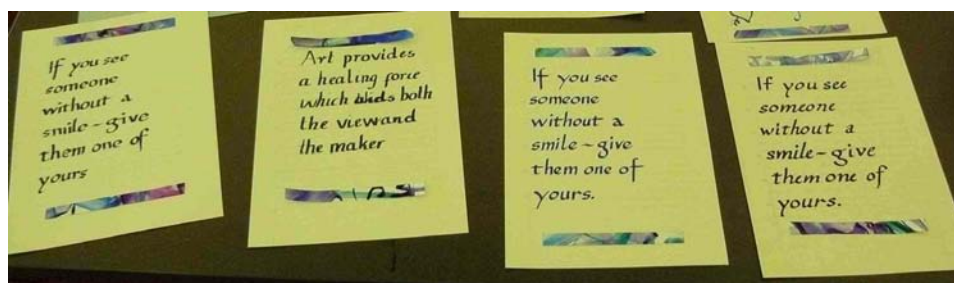 If you see
someone
without a
smile - give
them one of
yours
Art provides
a healing force
which aids both
the viewand
the maker
If you see
someone
without a
smile - give
them one of
yours.
If you see
someone
without a
smile - give
them one of
yours.